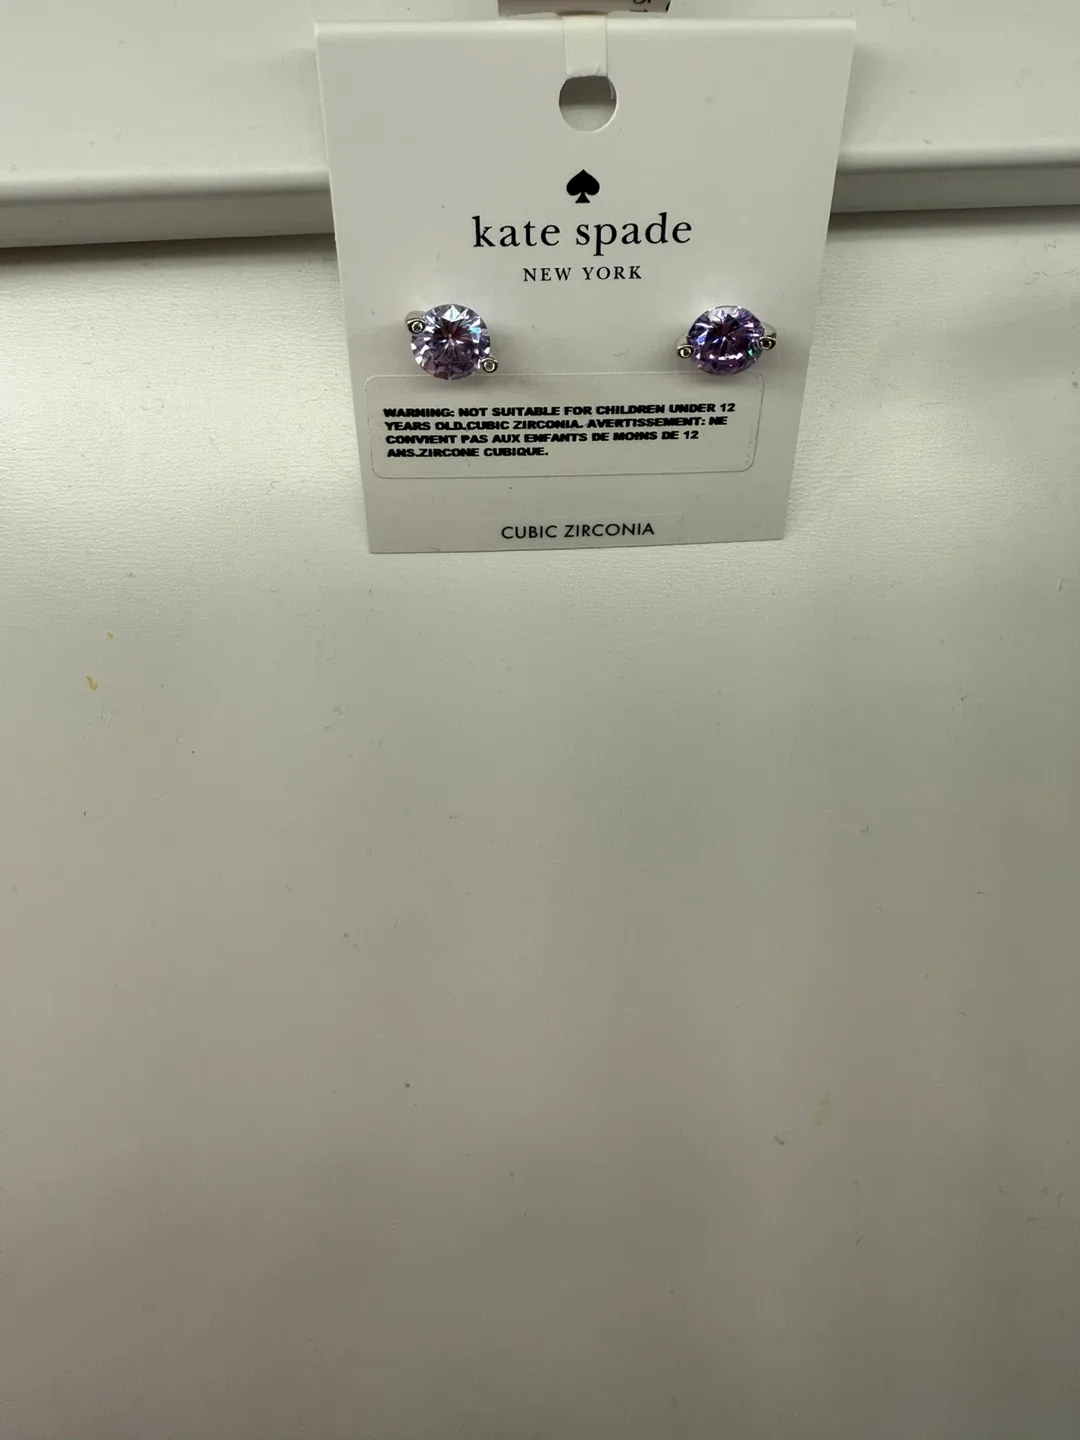 kate spade
NEW YORK
WARNING: NOT SUITABLE FOR CHILDREN UNDER 12
YEARS OLD.CUBIC ZIRCONIA. AVERTISSEMENT: NE
CONVIENT PAS AUX ENFANTS DE MOINS DE 12
ANS.ZIRCONE CUBIQUE.
CUBIC ZIRCONIA